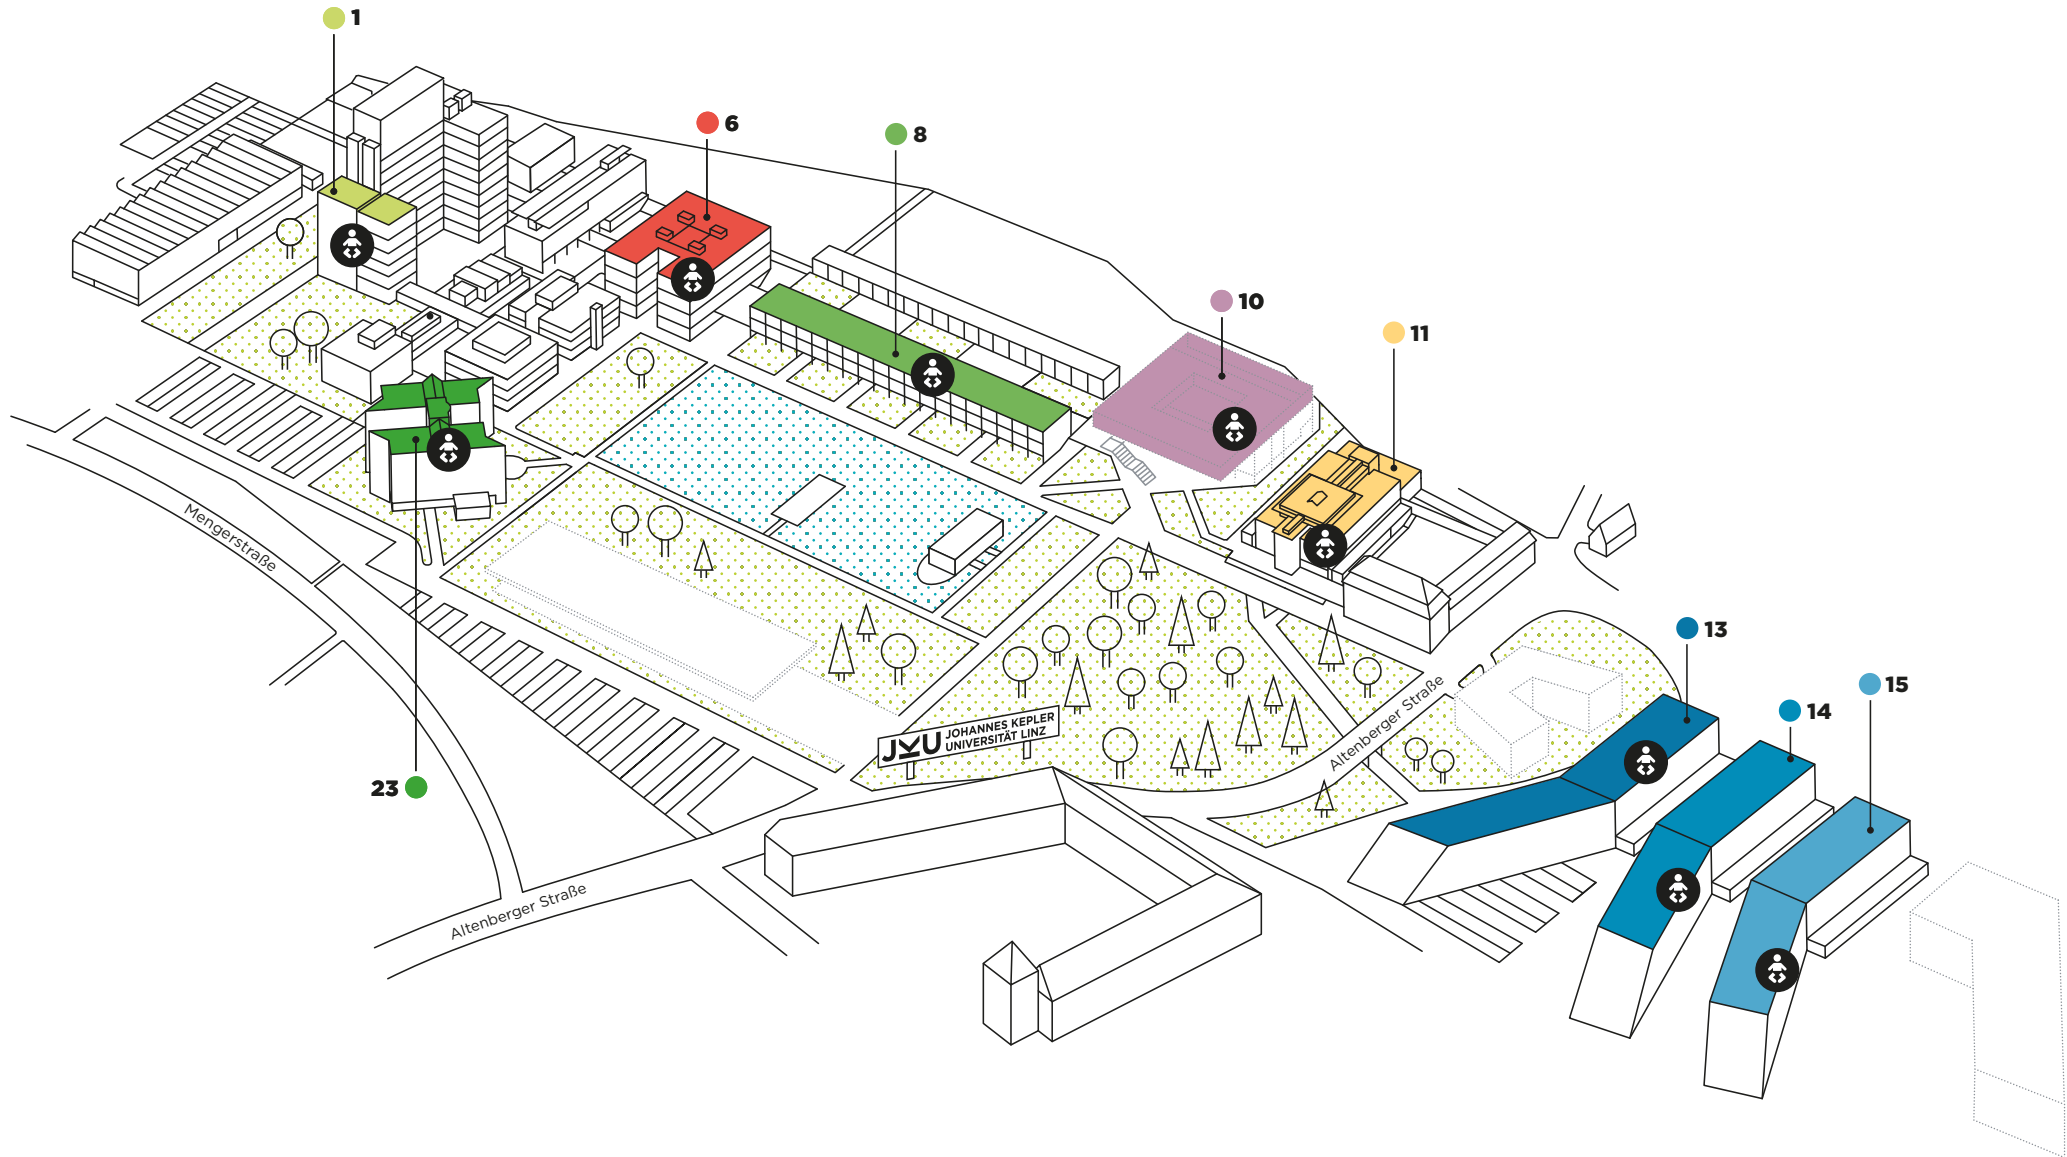 1
6
8
10
11
Mengerstraße
13
15
14
Altenberger Straße
JKU JOHANNES KEPLER
UNIVERSITÄT LINZ
23
Altenberger Straße